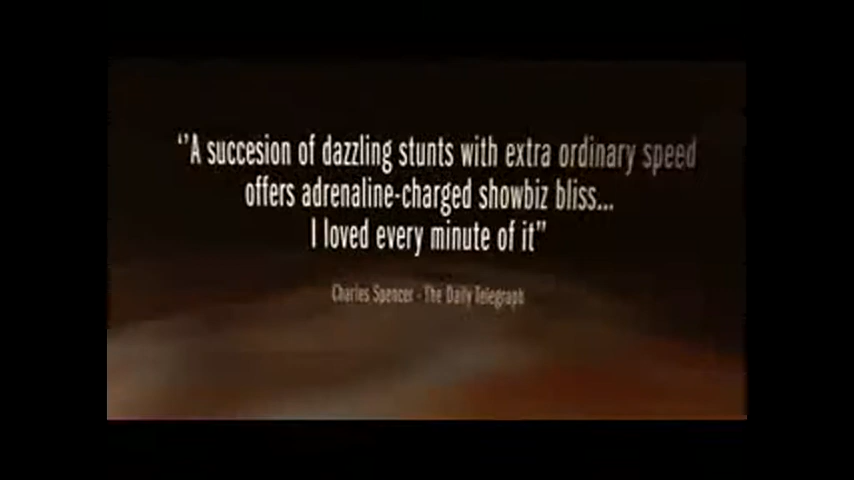 ‘'A succesion of dazzling stunts with extra ordinary speed
offers adrenaline-charged showbiz bliss...
I loved every minute of it”
Charles Spencer - The Daily Telegraph